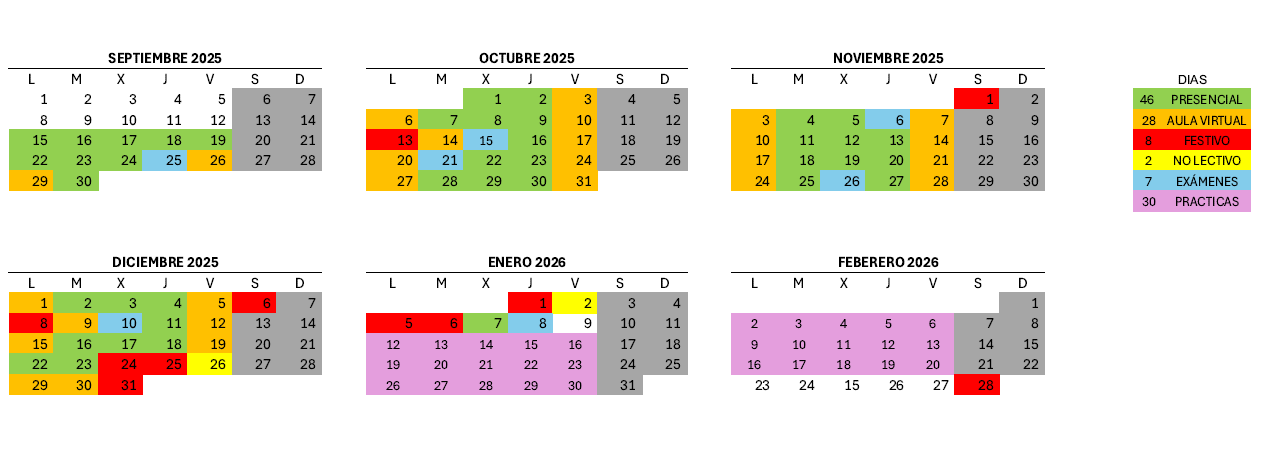 SEPTIEMBRE 2025
L M X J V S D
1 2 3 4 5 6 7
8 9 10 11 12 13 14
15 16 17 18 19 20 21
22 23 24 25 26 27 28
29 30
OCTUBRE 2025
L M X J V S D
1 2 3 4 5
6 7 8 9 10 11 12
13 14 15 16 17 18 19
20 21 22 23 24 25 26
27 28 29 30 31
NOVIEMBRE 2025
L M X J V S D
1 2
3 4 5 6 7 8 9
10 11 12 13 14 15 16
17 18 19 20 21 22 23
24 25 26 27 28 29 30
DIAS
46 PRESENCIAL
28 AULA VIRTUAL
8 FESTIVO
2 NO LECTIVO
7 EXÁMENES
30 PRACTICAS
DICIEMBRE 2025
L M X J V S D
1 2 3 4 5 6 7
8 9 10 11 12 13 14
15 16 17 18 19 20 21
22 23 24 25 26 27 28
29 30 31
ENERO 2026
L M X J V S D
1 2 3 4
5 6 7 8 9 10 11
12 13 14 15 16 17 18
19 20 21 22 23 24 25
26 27 28 29 30 31
FEBERERO 2026
L M X J V S D
1
2 3 4 5 6 7 8
9 10 11 12 13 14 15
16 17 18 19 20 21 22
23 24 15 26 27 28